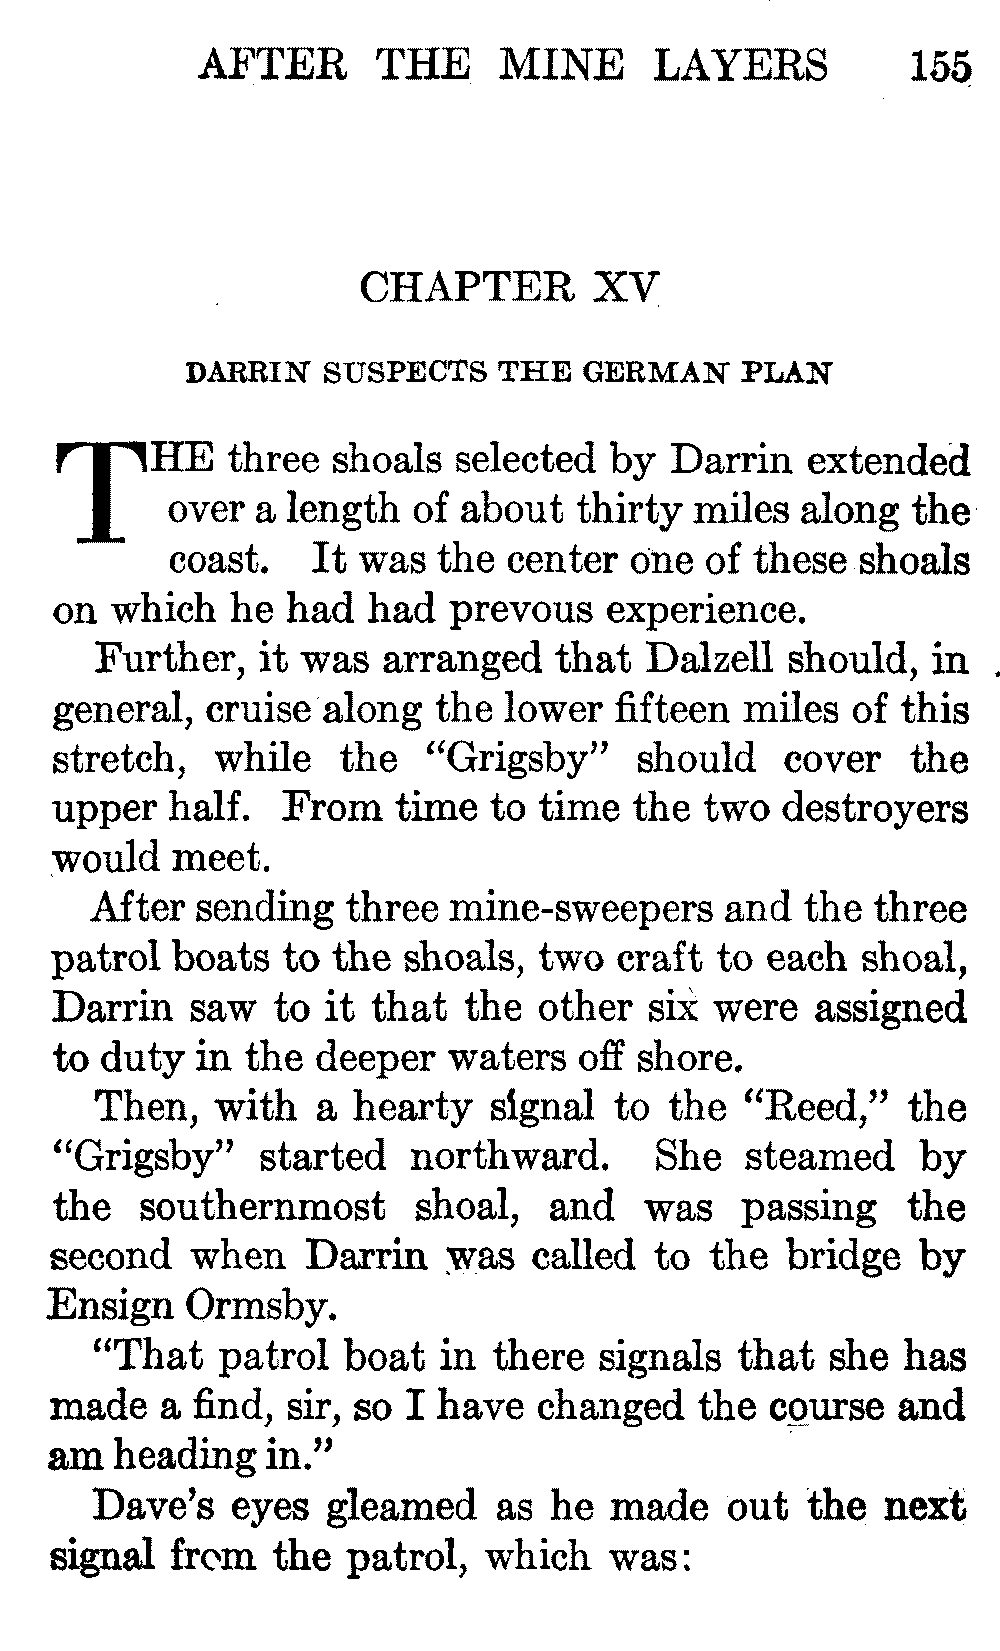 AFTER THE MINE LAYERS 155
CHAPTER XV
DARRIN SUSPECTS THE GERMAN PLAN
THE three shoals selected by Darrin extended
over a length of about thirty miles along the
coast. It was the center one of these shoals
on which he had had prevous experience.
Further, it was arranged that Dalzell should, in
general, cruise along the lower fifteen miles of this
stretch, while the “Grigsby” should cover the
upper half. From time to time the two destroyers
would meet.
After sending three mine-sweepers and the three
patrol boats to the shoals, two craft to each shoal,
Darrin saw to it that the other six were assigned
to duty in the deeper waters off shore.
Then, with a hearty signal to the “Reed,” the
“Grigsby” started northward. She steamed by
the southernmost shoal, and was passing the
second when Darrin was called to the bridge by
Ensign Ormsby.
“That patrol boat in there signals that she has
made a find, sir, so I have changed the course and
am heading in.”
Dave’s eyes gleamed as he made out the next
signal from the patrol, which was: